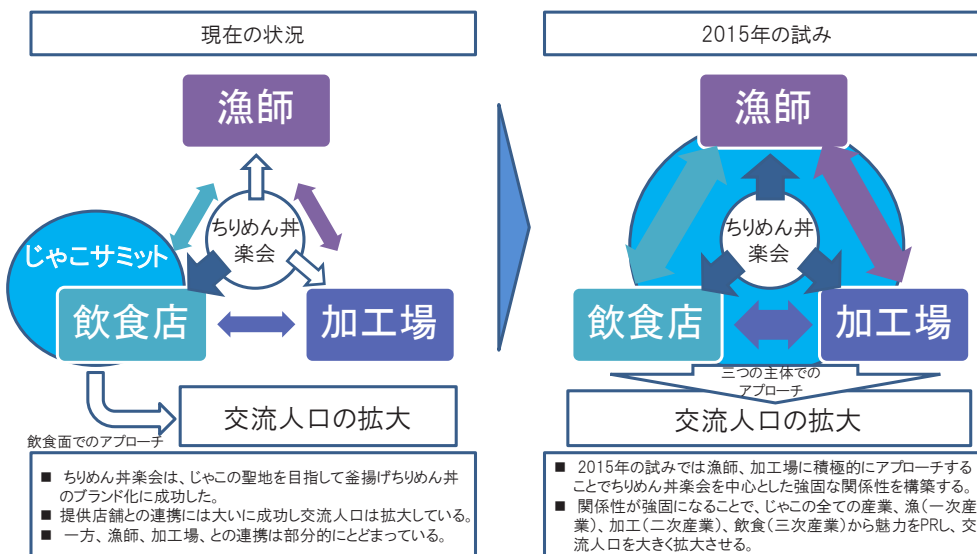 現在の状況
漁師
ちりめん丼
楽会
じゃこサミット
飲食店
加工場
交流人口の拡大
飲食面でのアプローチ
■ ちりめん丼楽会は、じゃこの聖地を目指して釜揚げちりめん丼
のブランド化に成功した。
■ 提供店舗との連携には大いに成功し交流人口は拡大している。
■ 一方、漁師、加工場、との連携は部分的にとどまっている。
2015年の試み
漁師
ちりめん丼
楽会
飲食店
加工場
三つの主体での
アプローチ
交流人口の拡大
■ 2015年の試みでは漁師、加工場に積極的にアプローチする
ことでちりめん丼楽会を中心とした強固な関係性を構築する。
■ 関係性が強固になることで、じゃこの全ての産業、漁(一次産
業)、加工(二次産業)、飲食(三次産業)から魅力をPRし、交
流人口を大きく拡大させる。